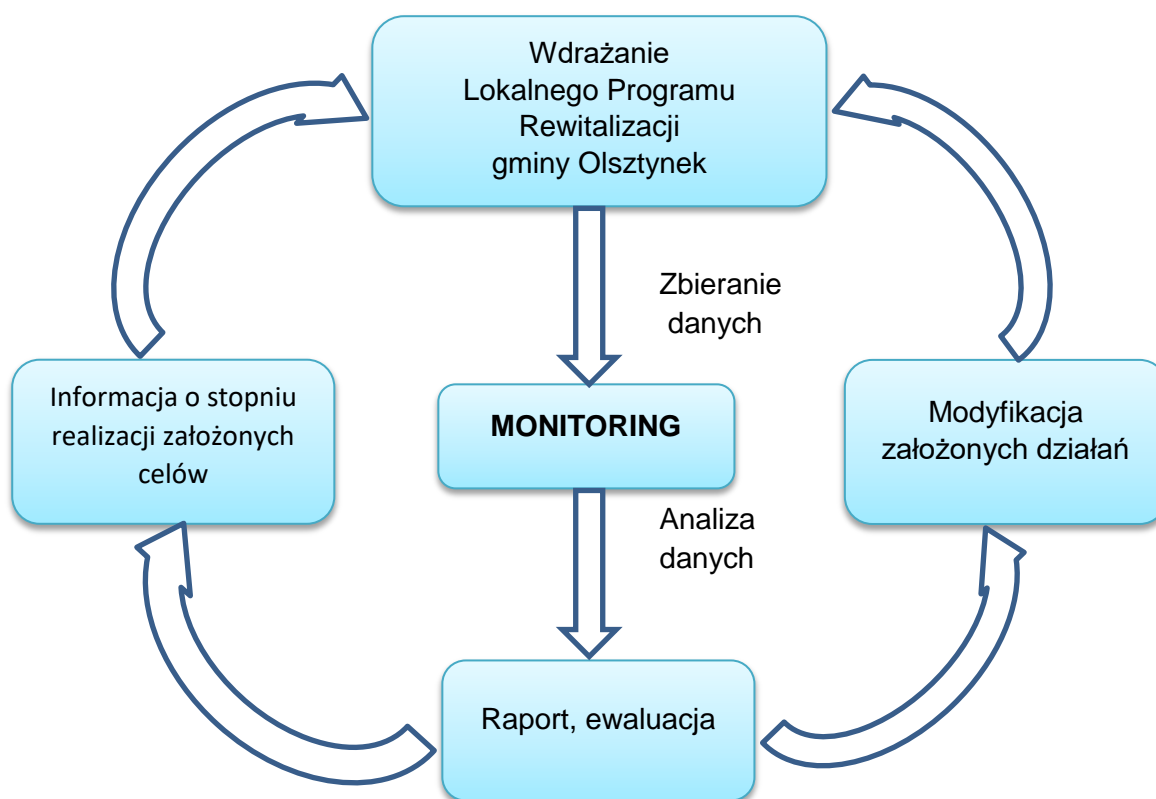 Wdrażanie
Lokalnego Programu
Rewitalizacji
gminy Olsztynek
Zbieranie
danych
Informacja o stopniu
realizacji założonych
celów
MONITORING
Modyfikacja
założonych działań
Analiza
danych
Raport, ewaluacja